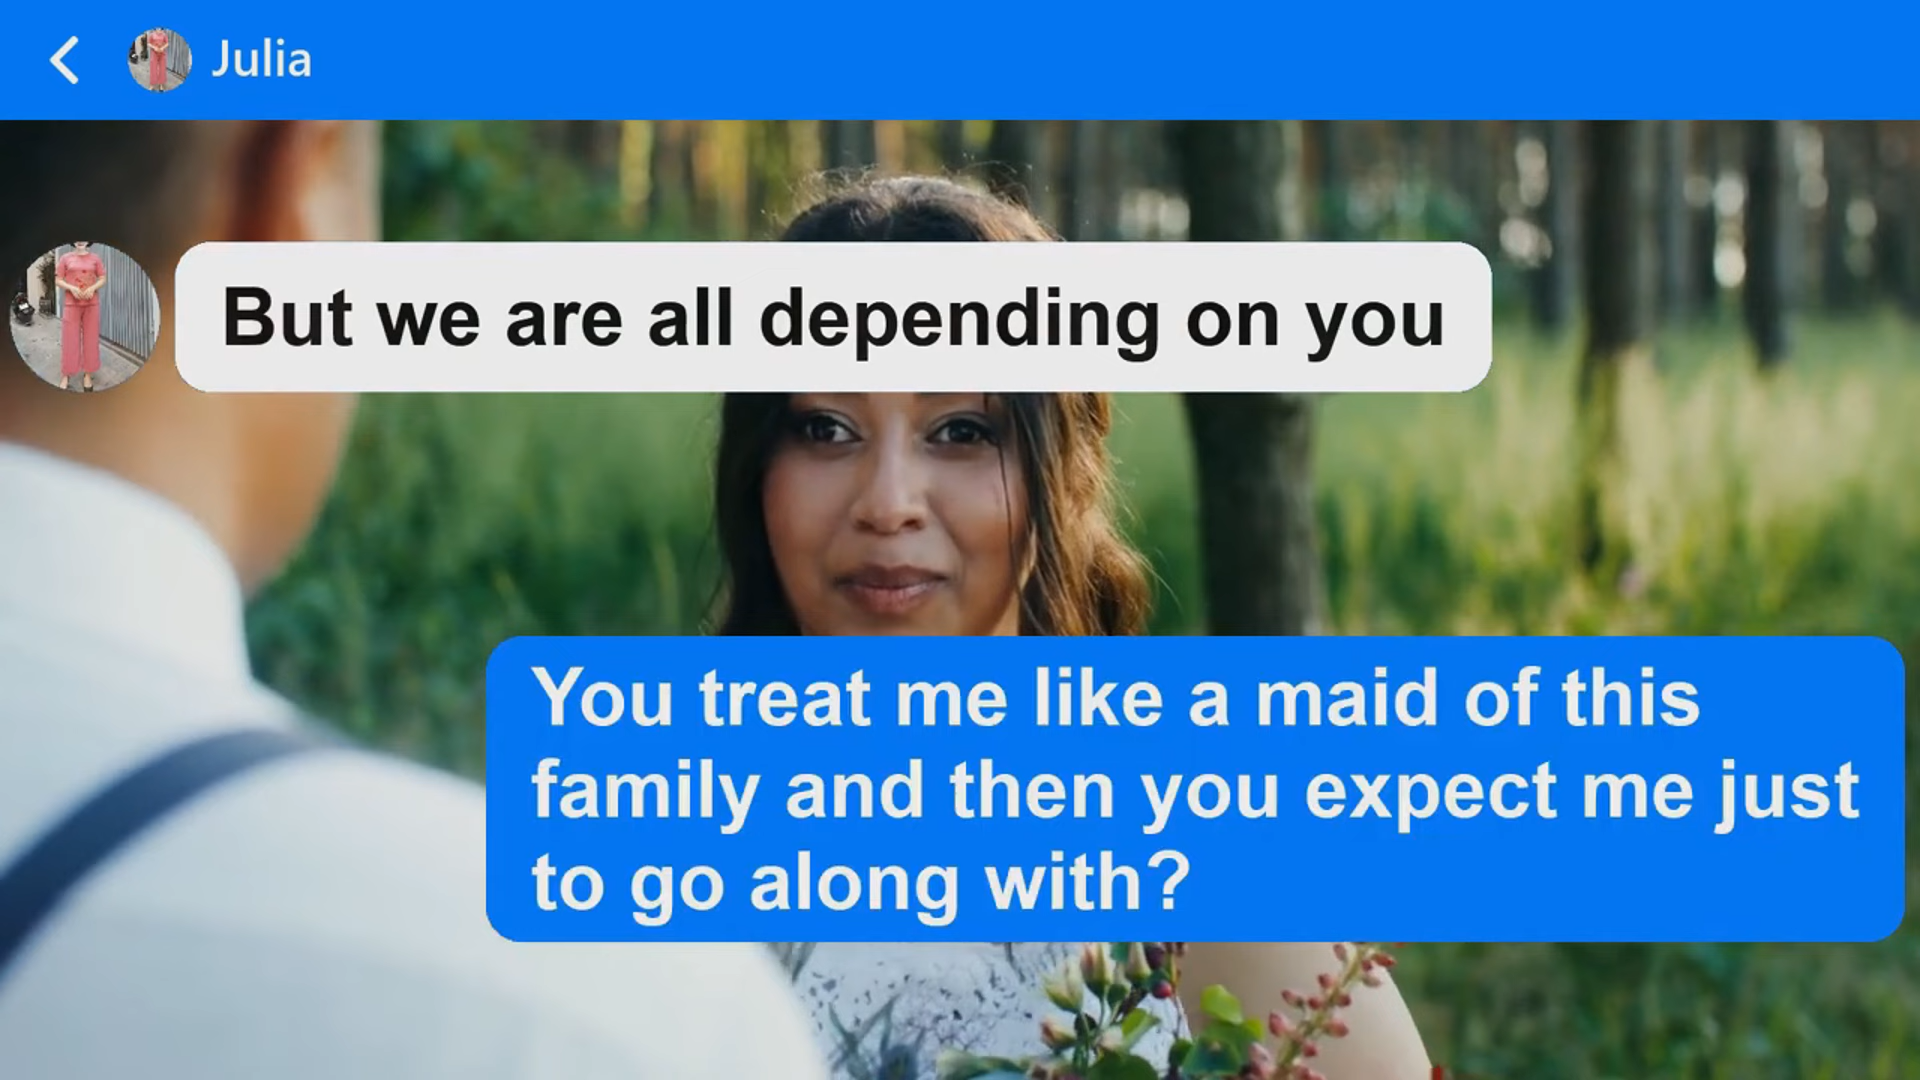 Julia
But we are all depending on you
You treat me like a maid of this
family and then you expect me just
to go along with?